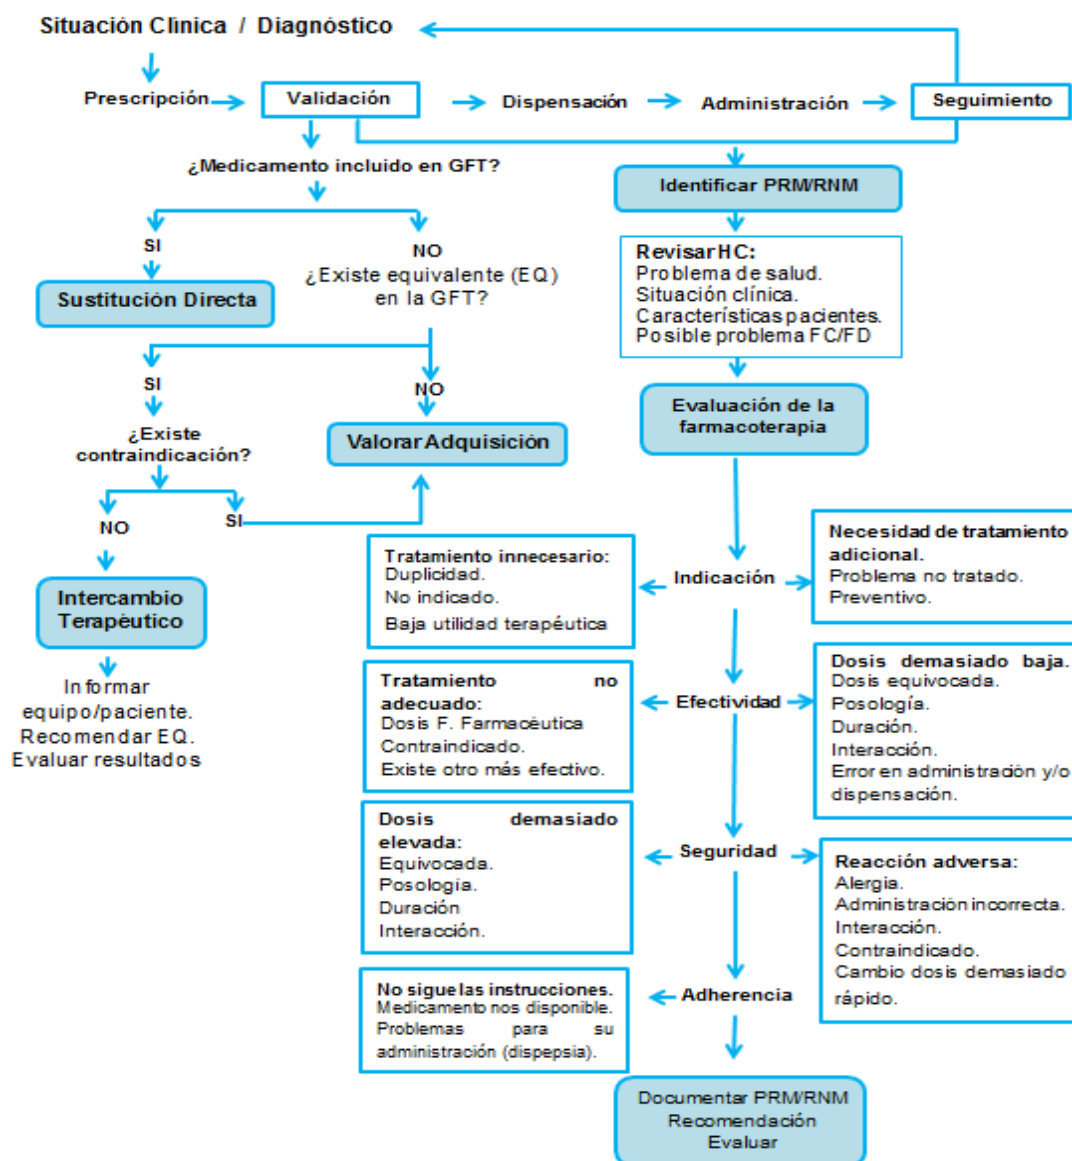 Situación Clínica / Diagnóstico
Prescripción
Validación
Dispensación
Administración
Seguimiento
¿Medicamento incluido en GFT?
SI
Sustitución Directa
NO
¿Existe equivalente (EQ)
en la GFT?
SI
¿Existe
contraindicación?
NO
Valorar Adquisición
NO
SI
Intercambio
Terapéutico
Informar
equipo/paciente.
Recomendar EQ.
Evaluar resultados
Identificar PRM/RNM
Revisar HC:
Problema de salud.
Situación clínica.
Características pacientes.
Posible problema FC/FD
Evaluación de la
farmacoterapia
Tratamiento innecesario:
Duplicidad.
No indicado.
Baja utilidad terapéutica
Indicación
Necesidad de tratamiento
adicional.
Problema no tratado.
Preventivo.
Tratamiento no
adecuado:
Dosis F. Farmacéutica
Contraindicado.
Existe otro más efectivo.
Efectividad
Dosis demasiado baja.
Dosis equivocada.
Posología.
Duración.
Interacción.
Error en administración y/o
dispensación.
Dosis demasiado
elevada:
Equivocada.
Posología.
Duración
Interacción.
Seguridad
Reacción adversa:
Alergia.
Administración incorrecta.
Interacción.
Contraindicado.
Cambio dosis demasiado
rápido.
No sigue las instrucciones.
Medicamento nos disponible.
Problemas para su
administración (dispepsia).
Adherencia
Documentar PRM/RNM
Recomendación
Evaluar